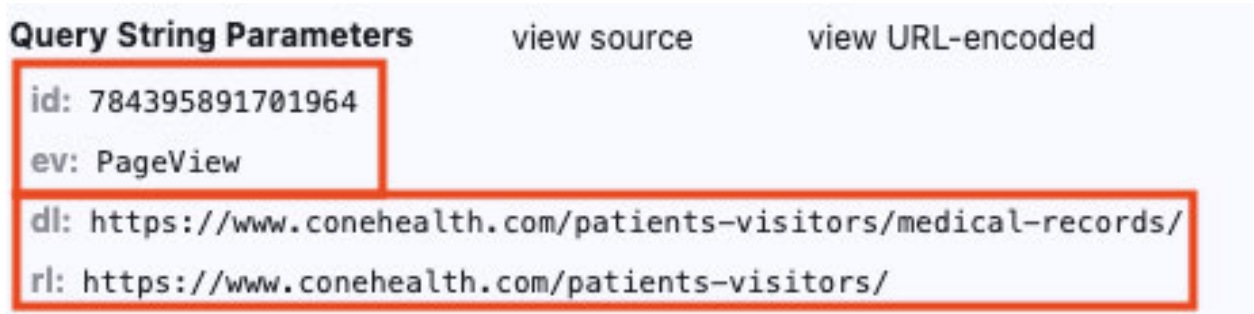 Query String Parameters view source view URL-encoded
id: 784395891701964
ev: PageView
dl: https://www.conehealth.com/patients-visitors/medical-records/
rl: https://www.conehealth.com/patients-visitors/